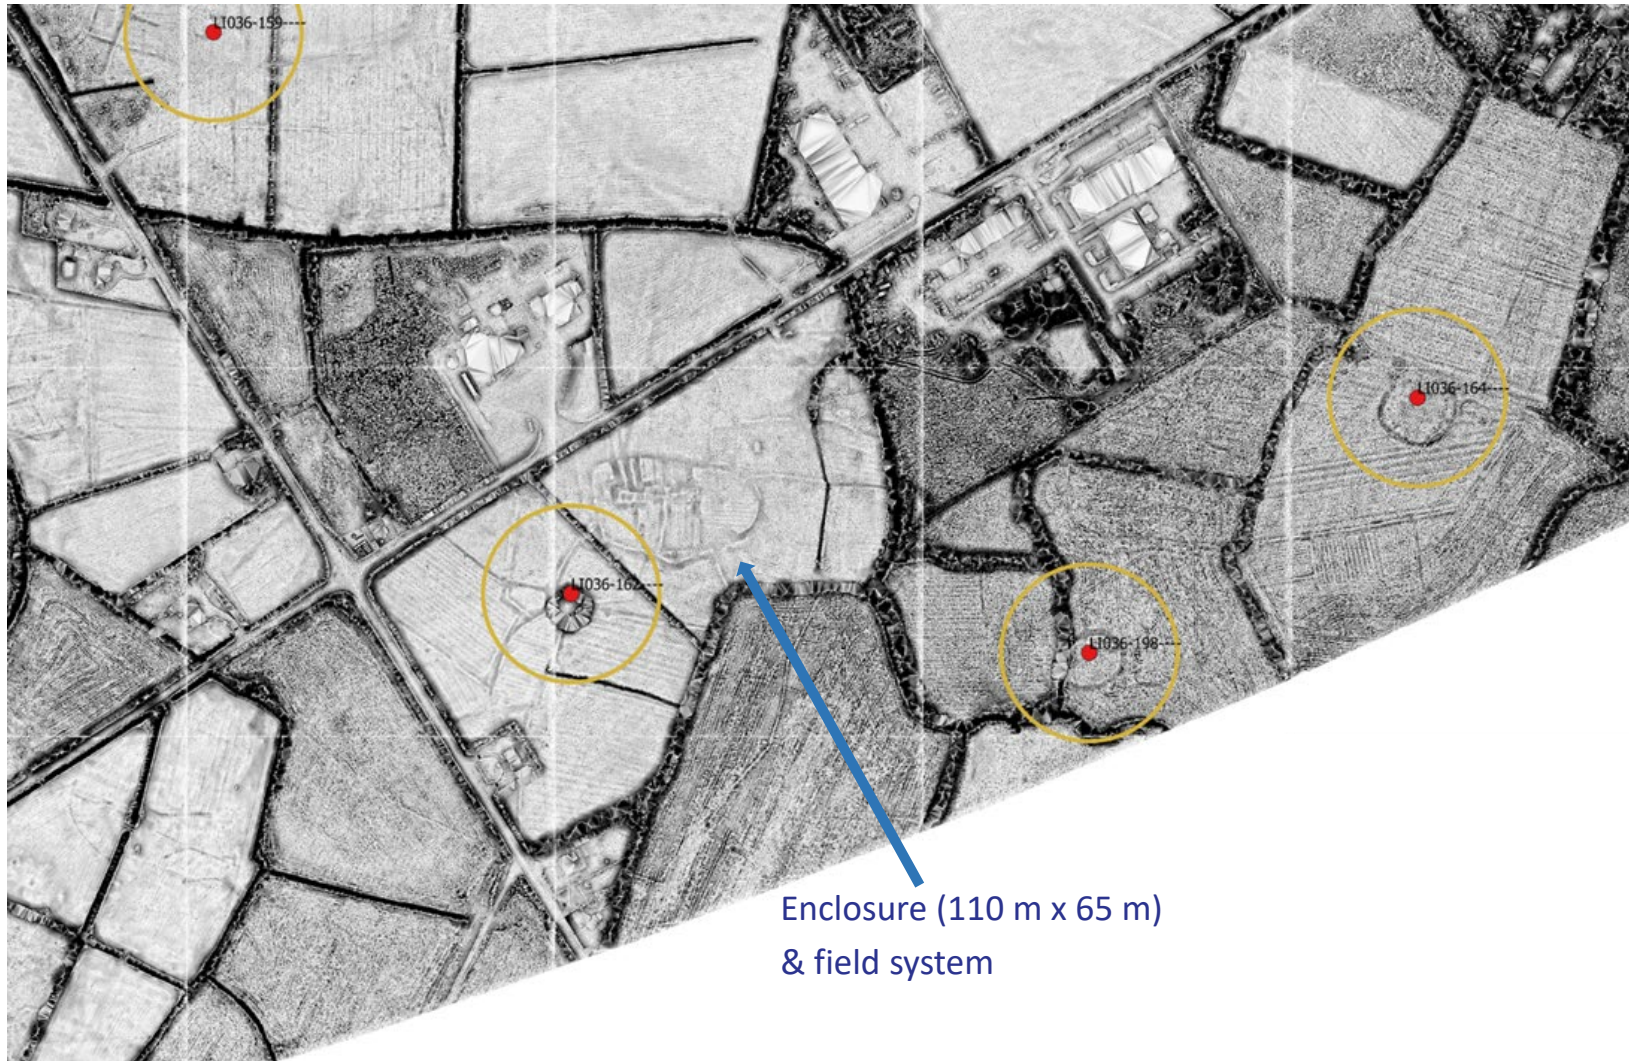 LI036-159----
LI036-164----
LI036-162----
LI036-198----
Enclosure (110 m x 65 m)
& field system